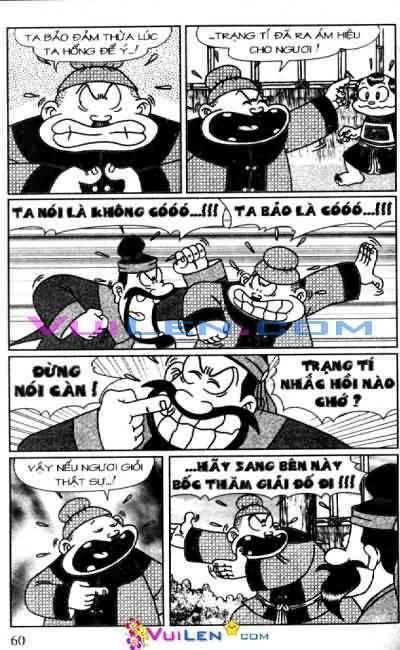 TA BẢO ĐẢM THỪA LÚC
TA HỔNG ĐỂ Ý..!
..TRẠNG TÍ ĐÃ RA ÁM HIỆU
CHO NGƯƠI !
TA NÓI LÀ KHÔNG CÓÓÓ...!!!
TA BẢO LÀ CÓÓÓ...!!!
ĐỪNG
NÓI CÀN !
TRẠNG TÍ
NHẮC HỒI NÀO
CHỚ ?
VẬY NẾU NGƯƠI GIỎI
THẬT SỰ...!
...HÃY SANG BÊN NÀY
BỐC THĂM GIẢI ĐỐ ĐI !!!
VUILEN.COM
60
VUILEN.COM